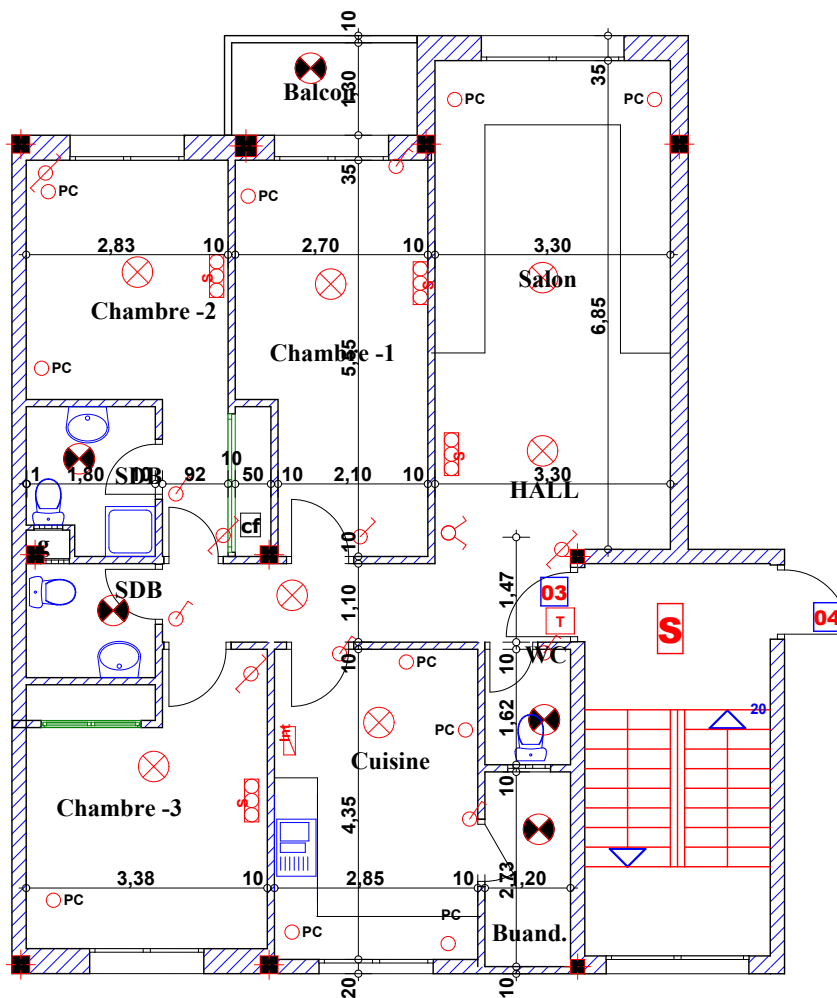 10
Balcon
1,30
35
PC
PC
35
PC
PC
2,83
10
2,70
10
3,30
S
S
Salon
Chambre -2
6,85
Chambre -1
PC
10
S
SDB
1
1,80
10
92
50
10
2,10
10
3,30
HALL
cf
g
10
1,47
SDB
1,10
03
T
04
S
WC
10
10
PC
20
PC
1,62
Int
Cuisine
10
S
Chambre -3
4,35
2,73
3,38
10
2,85
10
1,20
PC
PC
PC
Buand.
20
10